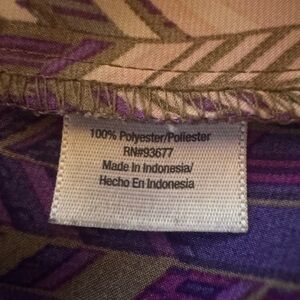 100% Polyester/Poliester
RN#93677
Made In Indonesia/
Hecho En Indonesia